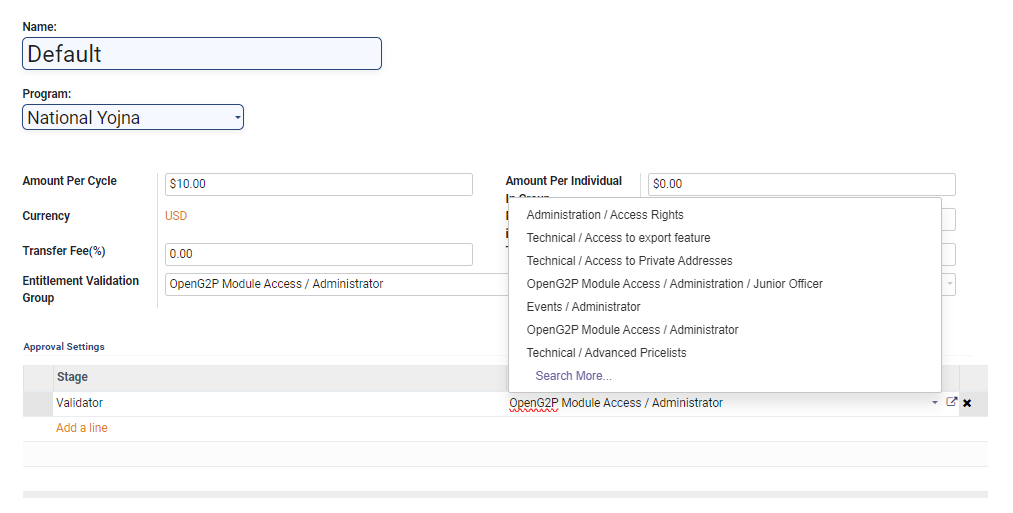 Name:
Default
Program:
National Yojna
Amount Per Cycle
$10.00
Amount Per Individual
$0.00
Currency
USD
Transfer Fee(%)
0.00
Entitlement Validation
Group
OpenG2P Module Access / Administrator
Administration / Access Rights
Technical / Access to export feature
Technical / Access to Private Addresses
OpenG2P Module Access / Administration / Junior Officer
Events / Administrator
OpenG2P Module Access / Administrator
Technical / Advanced Pricelists
Search More...
Approval Settings
Stage
Validator
OpenG2P Module Access / Administrator
Add a line